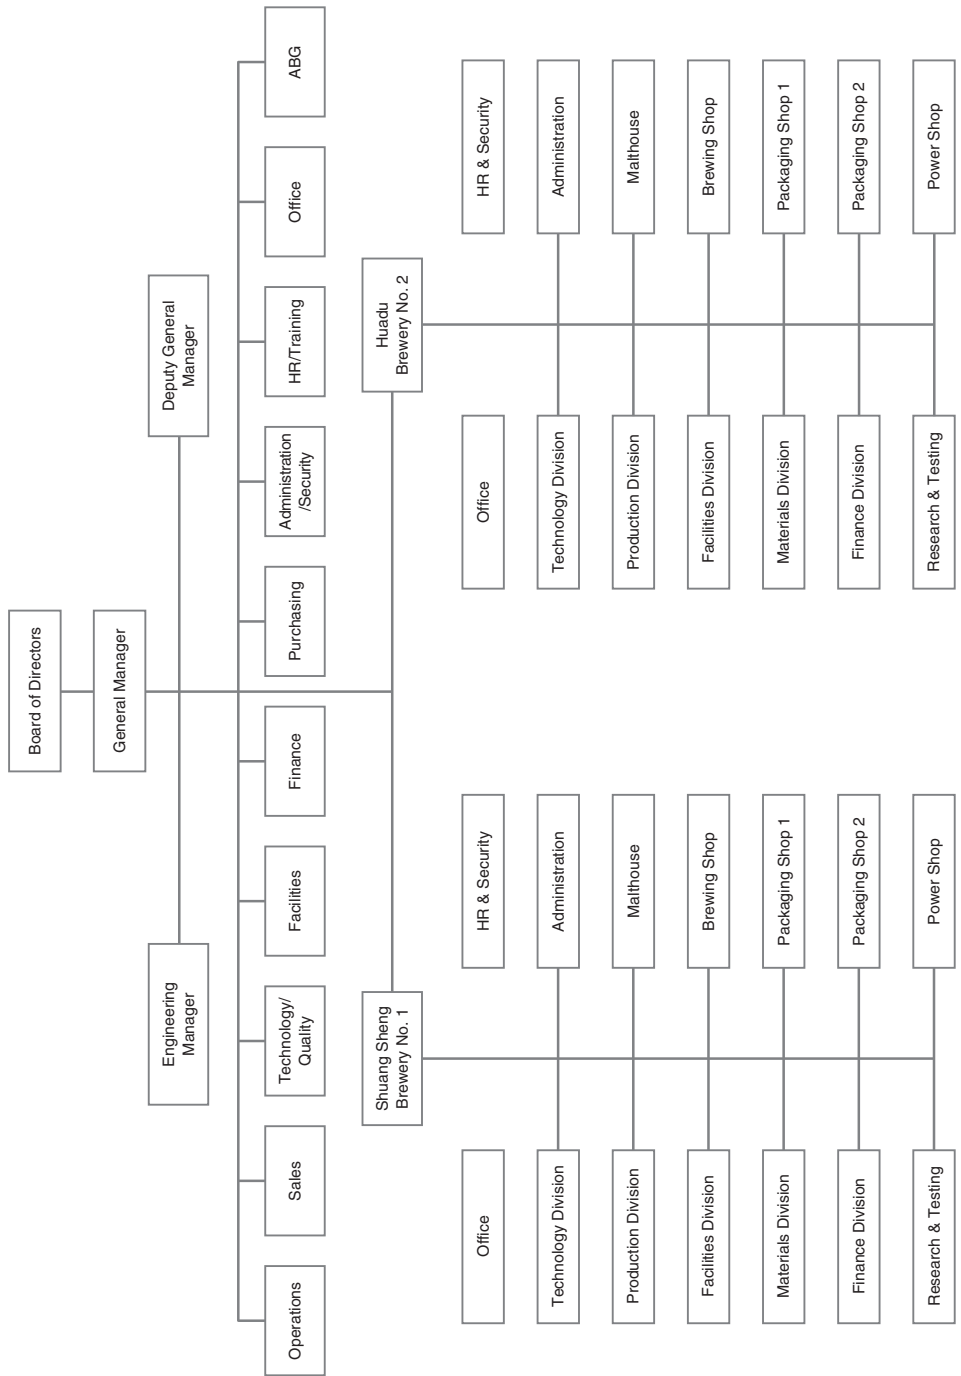 Board of Directors
General Manager
Engineering
Manager
Deputy General
Manager
Operations
Sales
Technology/
Quality
Facilities
Finance
Purchasing
Administration
/Security
HR/Training
Office
ABG
Shuang Sheng
Brewery No. 1
Huadu
Brewery No. 2
Office
HR & Security
Technology Division
Administration
Production Division
Malthouse
Facilities Division
Brewing Shop
Materials Division
Packaging Shop 1
Finance Division
Packaging Shop 2
Research & Testing
Power Shop
Office
HR & Security
Technology Division
Administration
Production Division
Malthouse
Facilities Division
Brewing Shop
Materials Division
Packaging Shop 1
Finance Division
Packaging Shop 2
Research & Testing
Power Shop